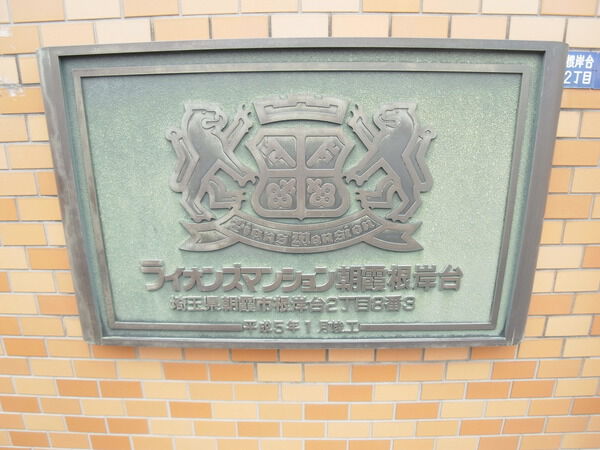 根岸台
2丁目
Lions Mansion
ライオンズマンション朝霞根岸台
埼玉県朝霞市根岸台2丁目8番3
平成5年1月竣工